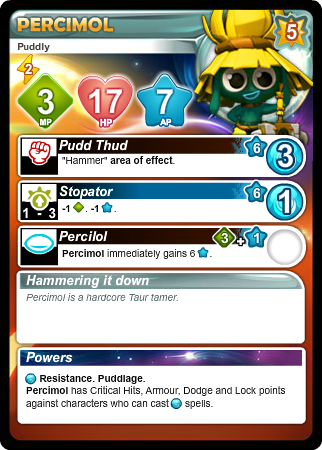 PERCIMOL
5
Puddly
2
3
MP
17
HP
7
AP
Pudd Thud
6
3
"Hammer" area of effect.
Stopator
6
1
1 - 3
-1 . -1 .
Percilol
3 + 1
Percimol immediately gains 6 .
Hammering it down
Percimol is a hardcore Taur tamer.
Powers
Resistance. Puddlage.
Percimol has Critical Hits, Armour, Dodge and Lock points
against characters who can cast spells.